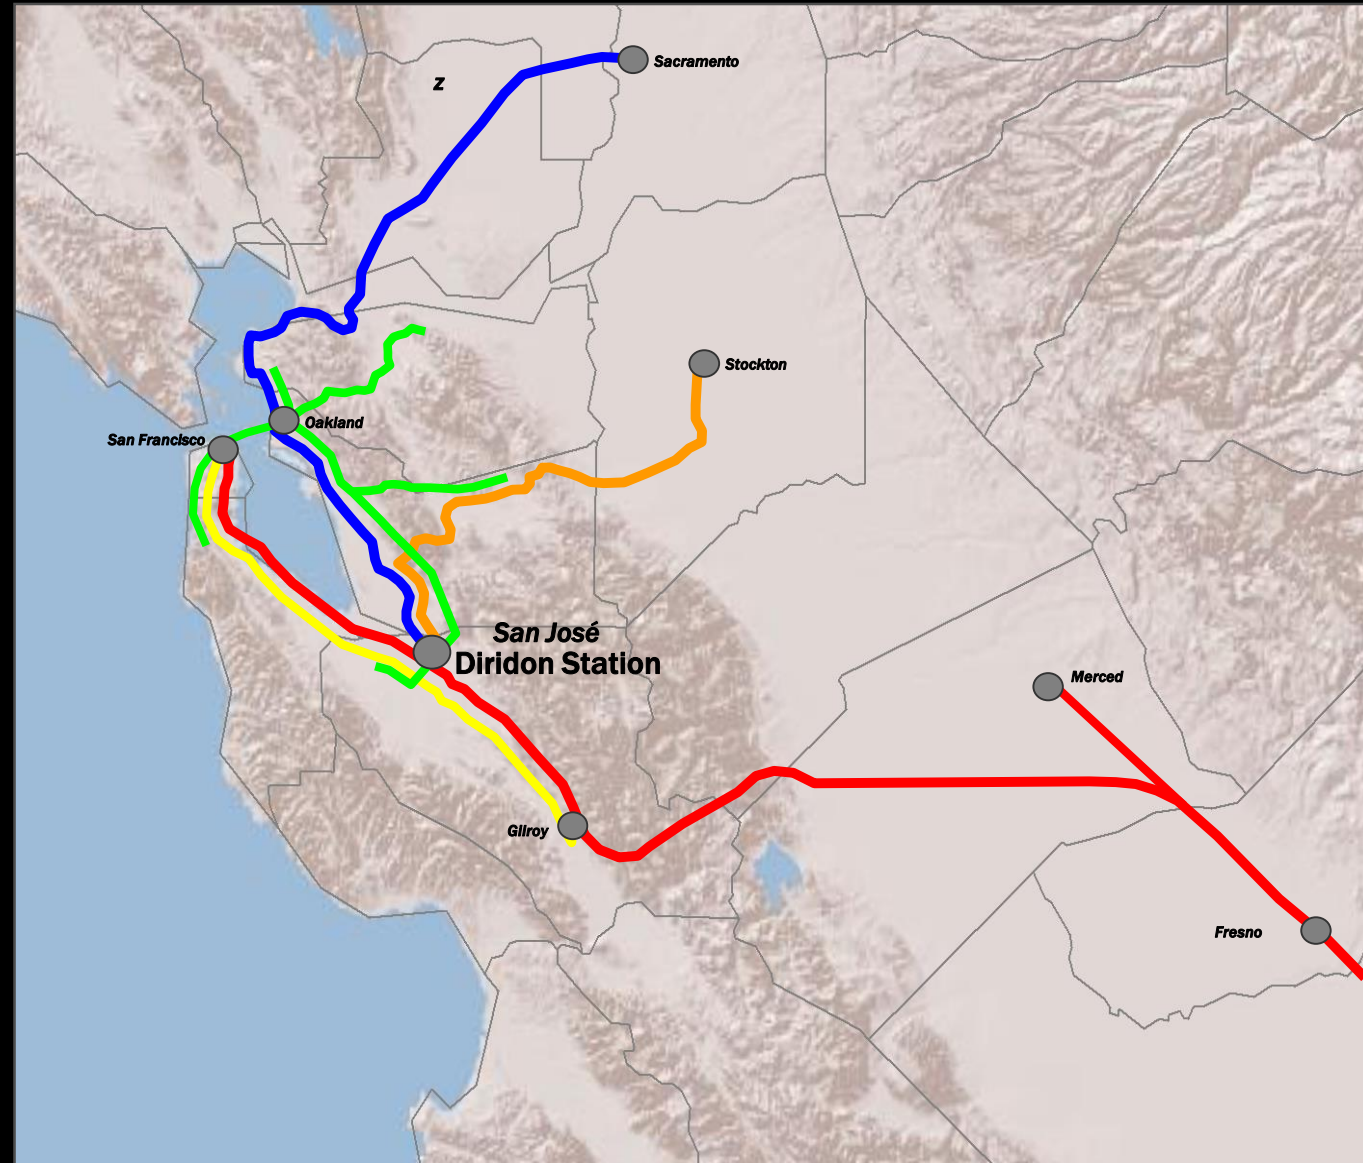 Sacramento
z
Stockton
Oakland
San Francisco
San José
Diridon Station
Merced
Gilroy
Fresno